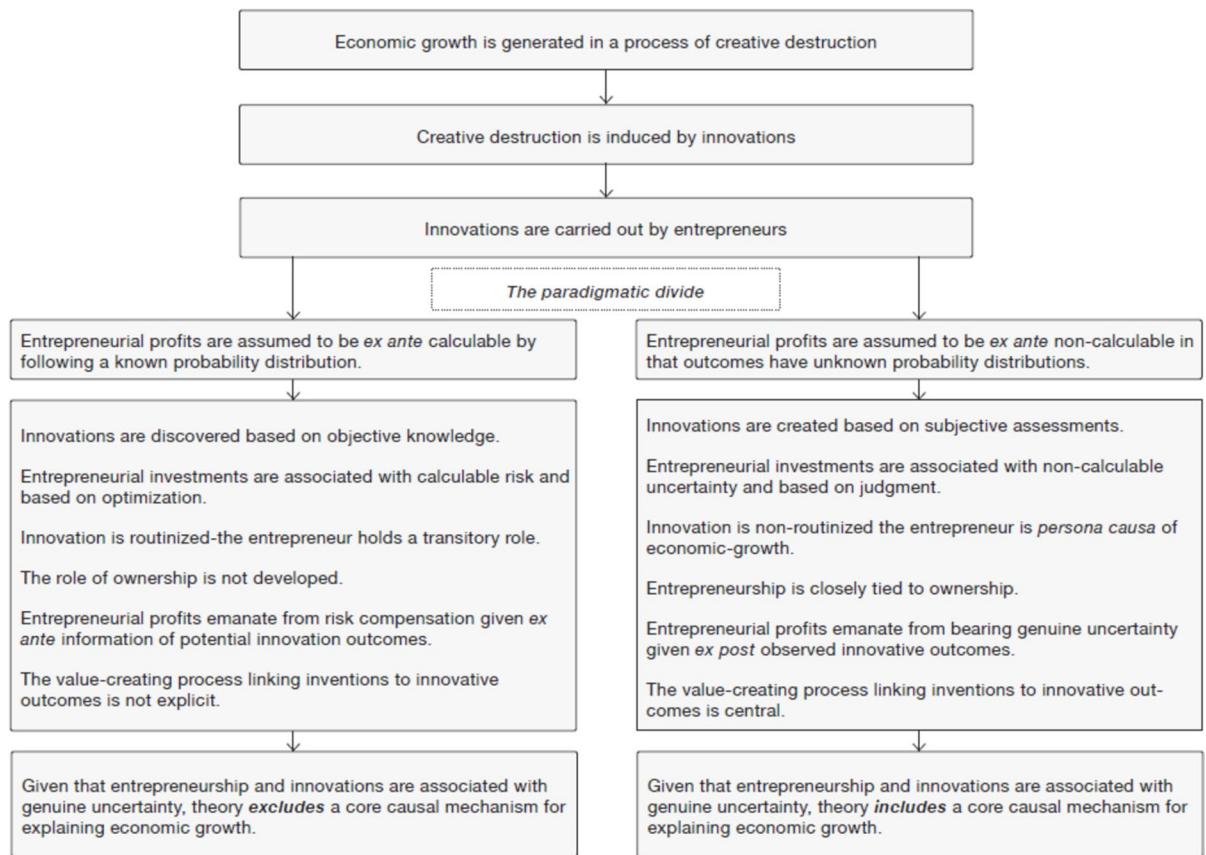 Economic growth is generated in a process of creative destruction
Creative destruction is induced by innovations
Innovations are carried out by entrepreneurs
The paradigmatic divide
Entrepreneurial profits are assumed to be ex ante calculable by
following a known probability distribution.
Innovations are discovered based on objective knowledge.
Entrepreneurial investments are associated with calculable risk and
based on optimization.
Innovation is routinized-the entrepreneur holds a transitory role.
The role of ownership is not developed.
Entrepreneurial profits emanate from risk compensation given ex
ante information of potential innovation outcomes.
The value-creating process linking inventions to innovative
outcomes is not explicit.
Given that entrepreneurship and innovations are associated with
genuine uncertainty, theory excludes a core causal mechanism for
explaining economic growth.
Entrepreneurial profits are assumed to be ex ante non-calculable in
that outcomes have unknown probability distributions.
Innovations are created based on subjective assessments.
Entrepreneurial investments are associated with non-calculable
uncertainty and based on judgment.
Innovation is non-routinized the entrepreneur is persona causa of
economic-growth.
Entrepreneurship is closely tied to ownership.
Entrepreneurial profits emanate from bearing genuine uncertainty
given ex post observed innovative outcomes.
The value-creating process linking inventions to innovative out-
comes is central.
Given that entrepreneurship and innovations are associated with
genuine uncertainty, theory includes a core causal mechanism for
explaining economic growth.